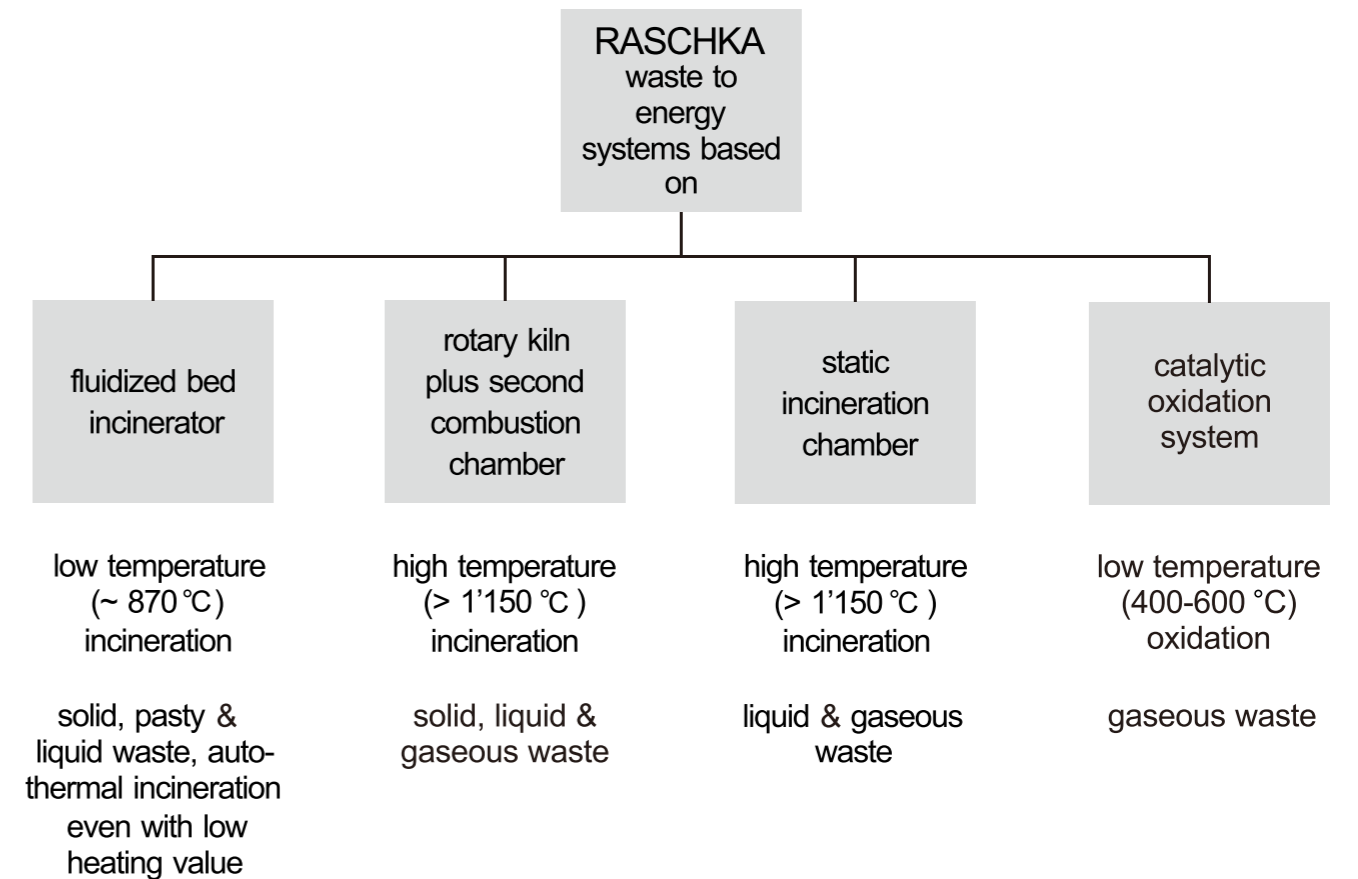 RASCHKA
waste to
energy
systems based
on
fluidized bed
incinerator
rotary kiln
plus second
combustion
chamber
static
incineration
chamber
catalytic
oxidation
system
low temperature
(~ 870 °C)
incineration
high temperature
(> 1’150 °C )
incineration
high temperature
(> 1’150 °C )
incineration
low temperature
(400-600 °C)
oxidation
solid, pasty &
liquid waste, auto-
thermal incineration
even with low
heating value
solid, liquid &
gaseous waste
liquid & gaseous
waste
gaseous waste